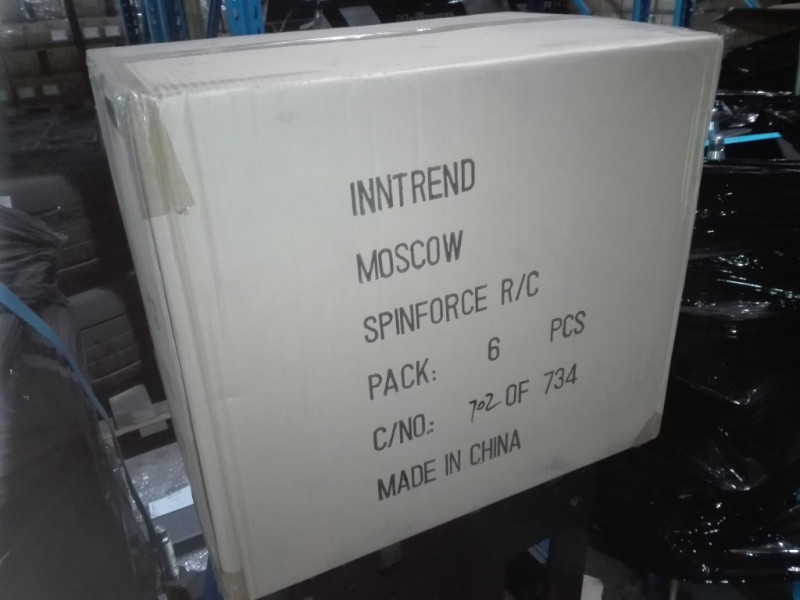 INNTREND
MOSCOW
SPINFORCE R/C
PACK: 6 PCS
C/NO.: 702 OF 734
MADE IN CHINA